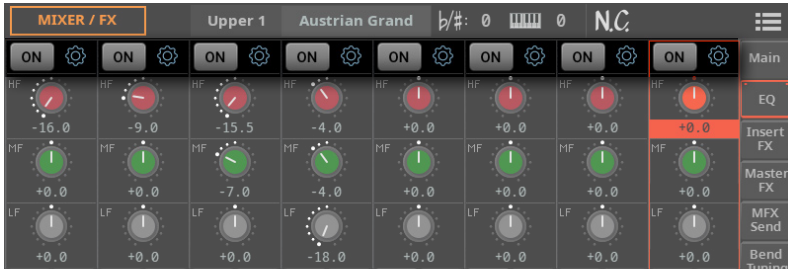 MIXER / FX Upper 1 Austrian Grand b/#: 0 0 N.C.
ON ON ON ON ON ON ON ON Main
HF HF HF HF HF HF HF HF EQ
-16.0 -9.0 -15.5 -4.0 +0.0 +0.0 +0.0 +0.0
Insert
FX
MF MF MF MF MF MF MF MF
+0.0 +0.0 -7.0 -4.0 +0.0 +0.0 +0.0 +0.0
Master
FX
LF LF LF LF LF LF LF LF
+0.0 +0.0 +0.0 -18.0 +0.0 +0.0 +0.0 +0.0
MFX
Send
Bend
Tuning